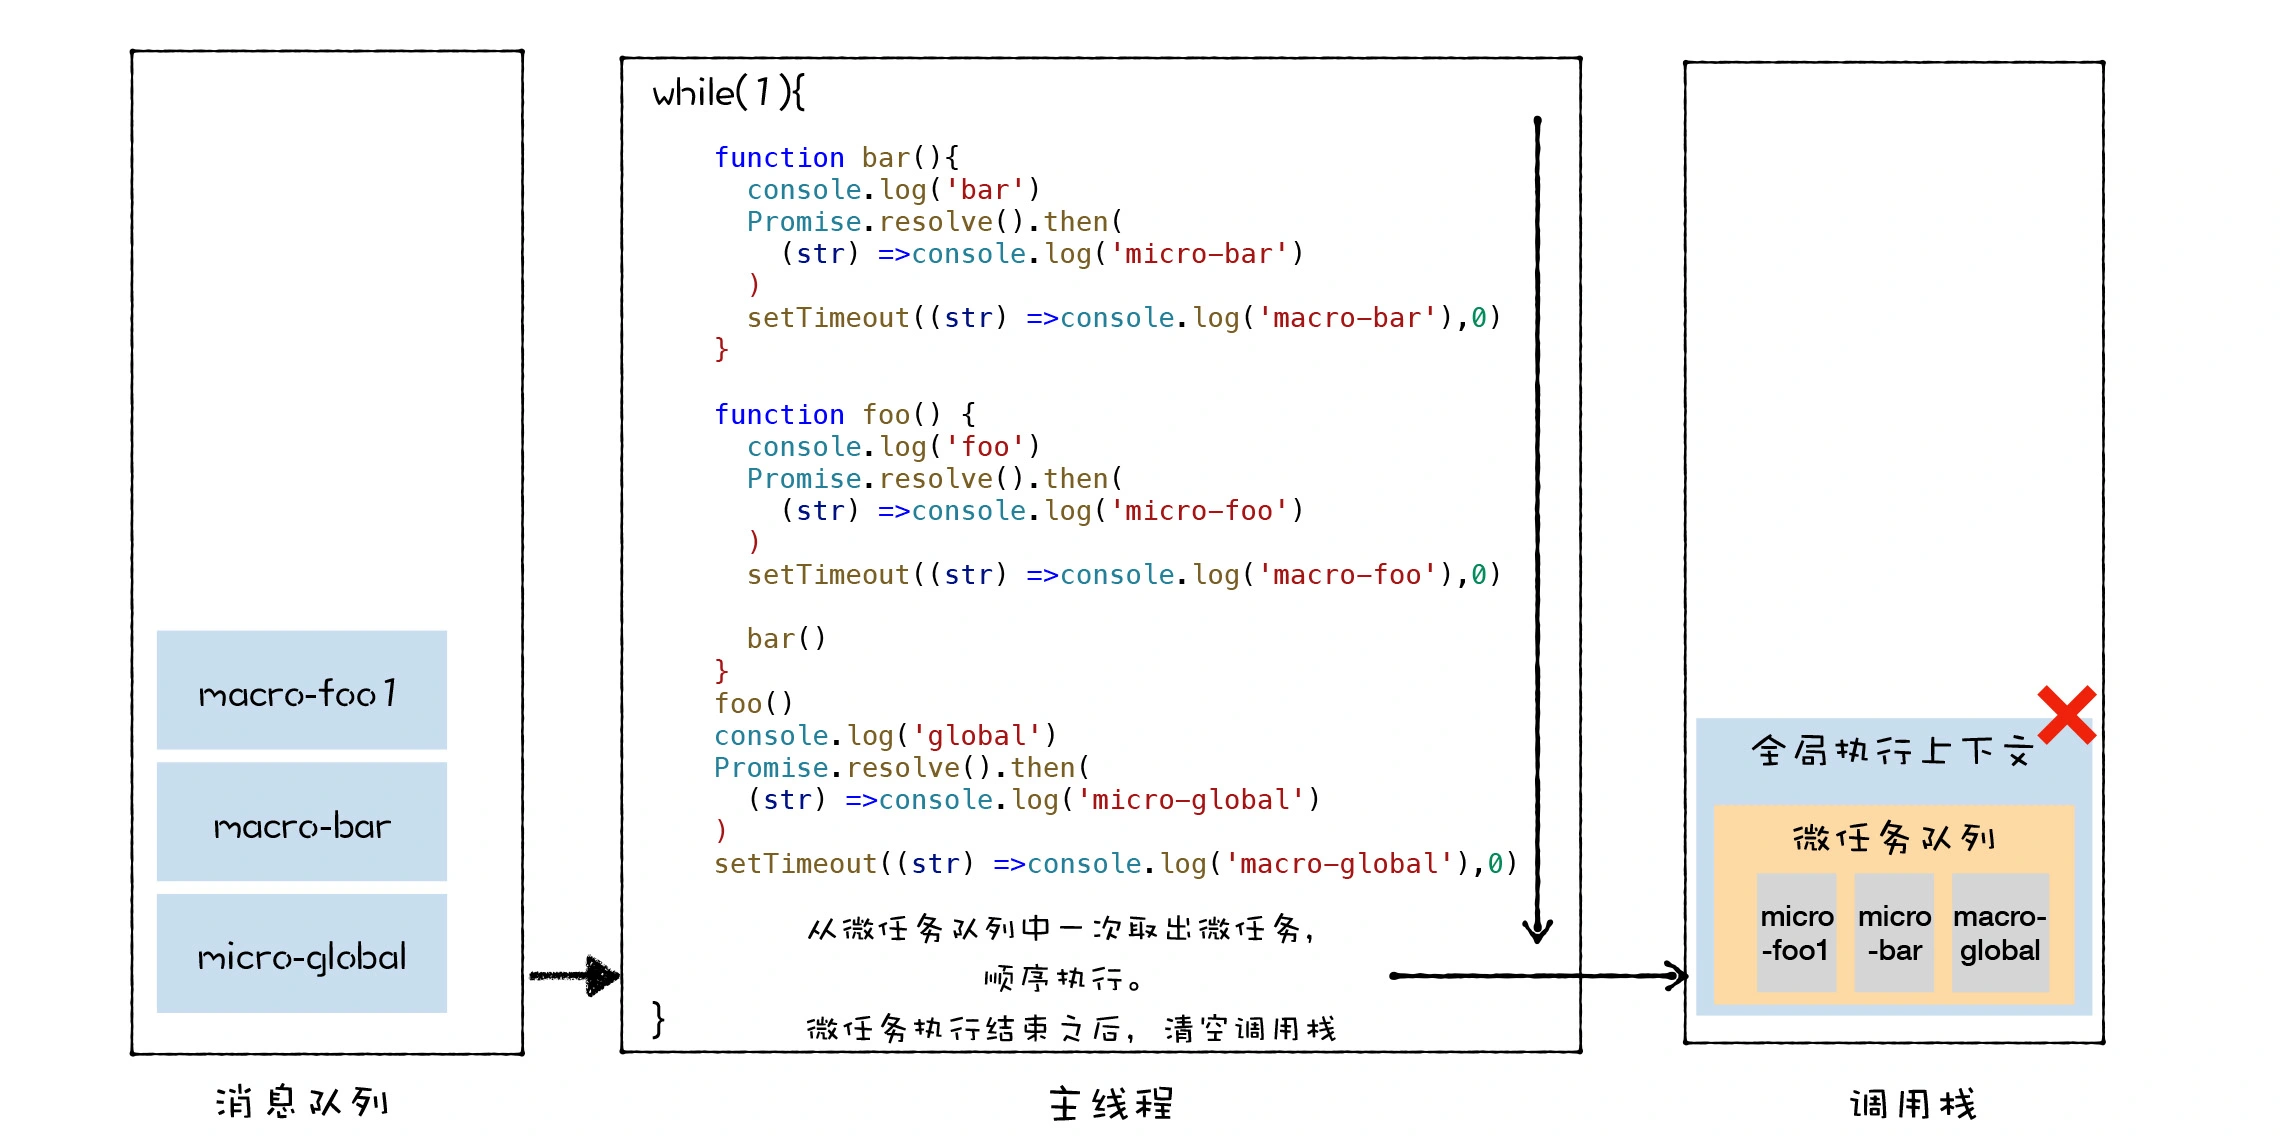 macro-foo1
macro-bar
micro-global
消息队列
while(1){
function bar(){
console.log('bar')
Promise.resolve().then(
(str) =>console.log('micro-bar')
)
setTimeout((str) =>console.log('macro-bar'),0)
}
function foo() {
console.log('foo')
Promise.resolve().then(
(str) =>console.log('micro-foo')
)
setTimeout((str) =>console.log('macro-foo'),0)
bar()
}
foo()
console.log('global')
Promise.resolve().then(
(str) =>console.log('micro-global')
)
setTimeout((str) =>console.log('macro-global'),0)
从微任务队列中一次取出微任务,
顺序执行。
微任务执行结束之后, 清空调用栈
}
主线程
全局执行上下文
微任务队列
micro
-foo1
micro
-bar
macro-
global
调用栈